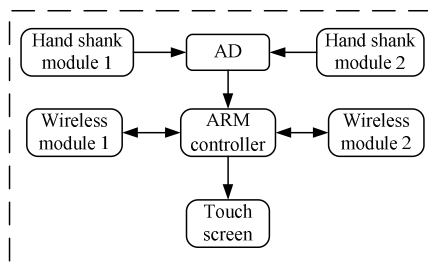 Hand shank
module 1
AD
Hand shank
module 2
Wireless
module 1
ARM
controller
Wireless
module 2
Touch
screen